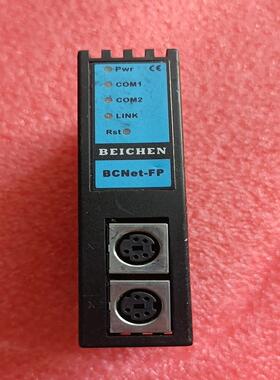 Pwr CE
COM1
COM2
LINK
Rst
BEICHEN
BCNet-FP